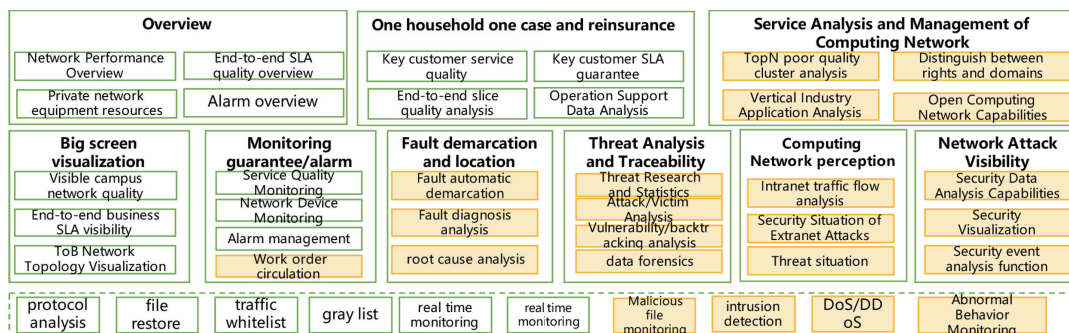 Overview
Network Performance
Overview
End-to-end SLA
quality overview
Private network
equipment resources
Alarm overview
One household one case and reinsurance
Key customer service
quality
Key customer SLA
guarantee
End-to-end slice
quality analysis
Operation Support
Data Analysis
Service Analysis and Management of
Computing Network
TopN poor quality
cluster analysis
Distinguish between
rights and domains
Vertical Industry
Application Analysis
Open Computing
Network Capabilities
Big screen
visualization
Visible campus
network quality
End-to-end business
SLA visibility
ToB Network
Topology Visualization
Monitoring
guarantee/alarm
Service Quality
Monitoring
Network Device
Monitoring
Alarm management
Work order
circulation
Fault demarcation
and location
Fault automatic
demarcation
Fault diagnosis
analysis
root cause analysis
Threat Analysis
and Traceability
Threat Research
and Statistics
Attack/Victim
Analysis
Vulnerability/backtr
acking analysis
data forensics
Computing
Network perception
Intranet traffic flow
analysis
Security Situation of
Extranet Attacks
Threat situation
Network Attack
Visibility
Security Data
Analysis Capabilities
Security
Visualization
Security event
analysis function
protocol
analysis
file
restore
traffic
whitelist
gray list
real time
monitoring
real time
monitoring
Malicious
file
monitoring
intrusion
detection
DoS/DD
oS
Abnormal
Behavior
Monitoring